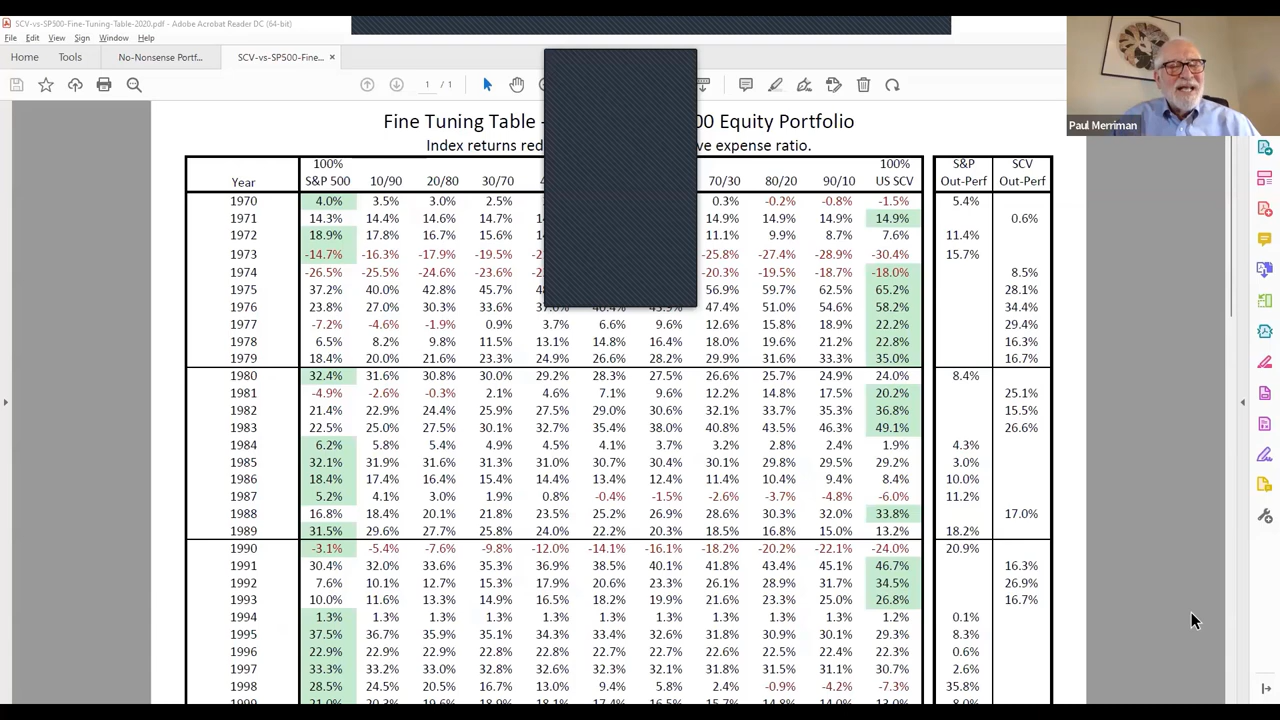 SCV-vs-SP500-Fine-Tuning-Table-2020.pdf - Adobe Acrobat Reader DC (64-bit)
File Edit View Sign Window Help
Home Tools No-Nonsense Portf... SCV-vs-SP500-Fine... ×
1 / 1
Paul Merriman
Fine Tuning Table - 00 Equity Portfolio
Index returns red ve expense ratio.
100% 100% S&P SCV
Year S&P 500 10/90 20/80 30/70 70/30 80/20 90/10 US SCV Out-Perf Out-Perf
1970 4.0% 3.5% 3.0% 2.5% 0.3% -0.2% -0.8% -1.5% 5.4%
1971 14.3% 14.4% 14.6% 14.7% 14.9% 14.9% 14.9% 14.9% 0.6%
1972 18.9% 17.8% 16.7% 15.6% 11.1% 9.9% 8.7% 7.6% 11.4%
1973 -14.7% -16.3% -17.9% -19.5% -25.8% -27.4% -28.9% -30.4% 15.7%
1974 -26.5% -25.5% -24.6% -23.6% -20.3% -19.5% -18.7% -18.0% 8.5%
1975 37.2% 40.0% 42.8% 45.7% 56.9% 59.7% 62.5% 65.2% 28.1%
1976 23.8% 27.0% 30.3% 33.6% 47.4% 51.0% 54.6% 58.2% 34.4%
1977 -7.2% -4.6% -1.9% 0.9% 3.7% 6.6% 9.6% 12.6% 15.8% 18.9% 22.2% 29.4%
1978 6.5% 8.2% 9.8% 11.5% 13.1% 14.8% 16.4% 18.0% 19.6% 21.2% 22.8% 16.3%
1979 18.4% 20.0% 21.6% 23.3% 24.9% 26.6% 28.2% 29.9% 31.6% 33.3% 35.0% 16.7%
1980 32.4% 31.6% 30.8% 30.0% 29.2% 28.3% 27.5% 26.6% 25.7% 24.9% 24.0% 8.4%
1981 -4.9% -2.6% -0.3% 2.1% 4.6% 7.1% 9.6% 12.2% 14.8% 17.5% 20.2% 25.1%
1982 21.4% 22.9% 24.4% 25.9% 27.5% 29.0% 30.6% 32.1% 33.7% 35.3% 36.8% 15.5%
1983 22.5% 25.0% 27.5% 30.1% 32.7% 35.4% 38.0% 40.8% 43.5% 46.3% 49.1% 26.6%
1984 6.2% 5.8% 5.4% 4.9% 4.5% 4.1% 3.7% 3.2% 2.8% 2.4% 1.9% 4.3%
1985 32.1% 31.9% 31.6% 31.3% 31.0% 30.7% 30.4% 30.1% 29.8% 29.5% 29.2% 3.0%
1986 18.4% 17.4% 16.4% 15.4% 14.4% 13.4% 12.4% 11.4% 10.4% 9.4% 8.4% 10.0%
1987 5.2% 4.1% 3.0% 1.9% 0.8% -0.4% -1.5% -2.6% -3.7% -4.8% -6.0% 11.2%
1988 16.8% 18.4% 20.1% 21.8% 23.5% 25.2% 26.9% 28.6% 30.3% 32.0% 33.8% 17.0%
1989 31.5% 29.6% 27.7% 25.8% 24.0% 22.2% 20.3% 18.5% 16.8% 15.0% 13.2% 18.2%
1990 -3.1% -5.4% -7.6% -9.8% -12.0% -14.1% -16.1% -18.2% -20.2% -22.1% -24.0% 20.9%
1991 30.4% 32.0% 33.6% 35.3% 36.9% 38.5% 40.1% 41.8% 43.4% 45.1% 46.7% 16.3%
1992 7.6% 10.1% 12.7% 15.3% 17.9% 20.6% 23.3% 26.1% 28.9% 31.7% 34.5% 26.9%
1993 10.0% 11.6% 13.3% 14.9% 16.5% 18.2% 19.9% 21.6% 23.3% 25.0% 26.8% 16.7%
1994 1.3% 1.3% 1.3% 1.3% 1.3% 1.3% 1.3% 1.3% 1.3% 1.3% 1.2% 0.1%
1995 37.5% 36.7% 35.9% 35.1% 34.3% 33.4% 32.6% 31.8% 30.9% 30.1% 29.3% 8.3%
1996 22.9% 22.9% 22.9% 22.8% 22.8% 22.7% 22.7% 22.6% 22.5% 22.4% 22.3% 0.6%
1997 33.3% 33.2% 33.0% 32.8% 32.6% 32.3% 32.1% 31.8% 31.5% 31.1% 30.7% 2.6%
1998 28.5% 24.5% 20.5% 16.7% 13.0% 9.4% 5.8% 2.4% -0.9% -4.2% -7.3% 35.8%